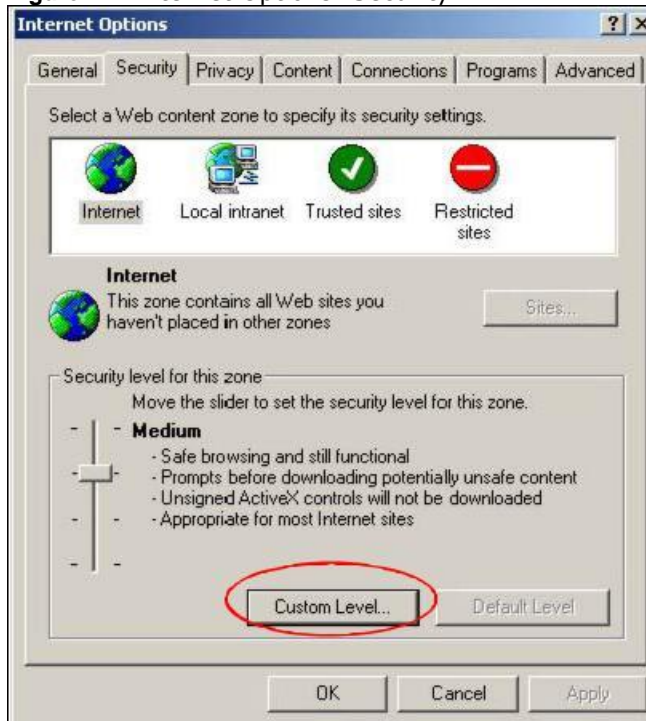 Internet Options
General Security Privacy Content Connections Programs Advanced
Select a Web content zone to specify its security settings.
Internet Local intranet Trusted sites Restricted
sites
Internet
This zone contains all Web sites you
haven't placed in other zones
Sites...
Security level for this zone
Move the slider to set the security level for this zone.
Medium
- Safe browsing and still functional
- Prompts before downloading potentially unsafe content
- Unsigned ActiveX controls will not be downloaded
- Appropriate for most Internet sites
Custom Level... Default Level
OK Cancel Apply